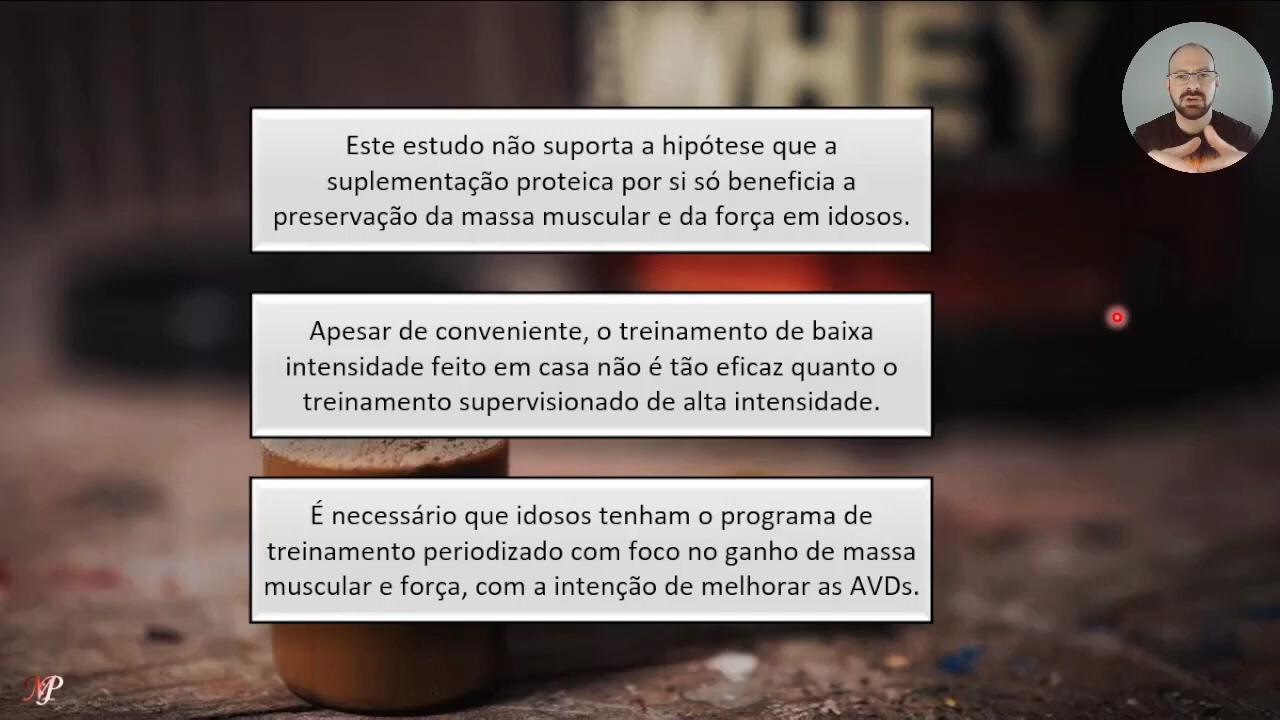 WHEY
Este estudo não suporta a hipótese que a
suplementação proteica por si só beneficia a
preservação da massa muscular e da força em idosos.
Apesar de conveniente, o treinamento de baixa
intensidade feito em casa não é tão eficaz quanto o
treinamento supervisionado de alta intensidade.
É necessário que idosos tenham o programa de
treinamento periodizado com foco no ganho de massa
muscular e força, com a intenção de melhorar as AVDs.
MP